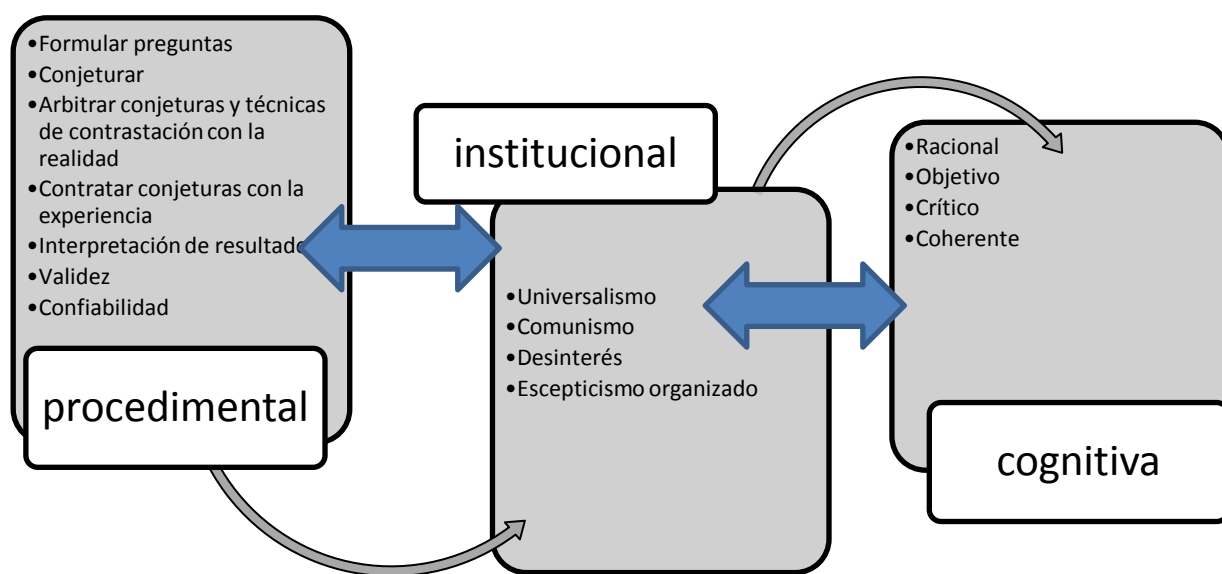 •Formular preguntas
•Conjeturar
•Arbitrar conjeturas y técnicas
de contrastación con la
realidad
•Contratar conjeturas con la
experiencia
•Interpretación de resultado
•Validez
•Confiabilidad
procedimental
institucional
•Universalismo
•Comunismo
•Desinterés
•Escepticismo organizado
•Racional
•Objetivo
•Crítico
•Coherente
cognitiva